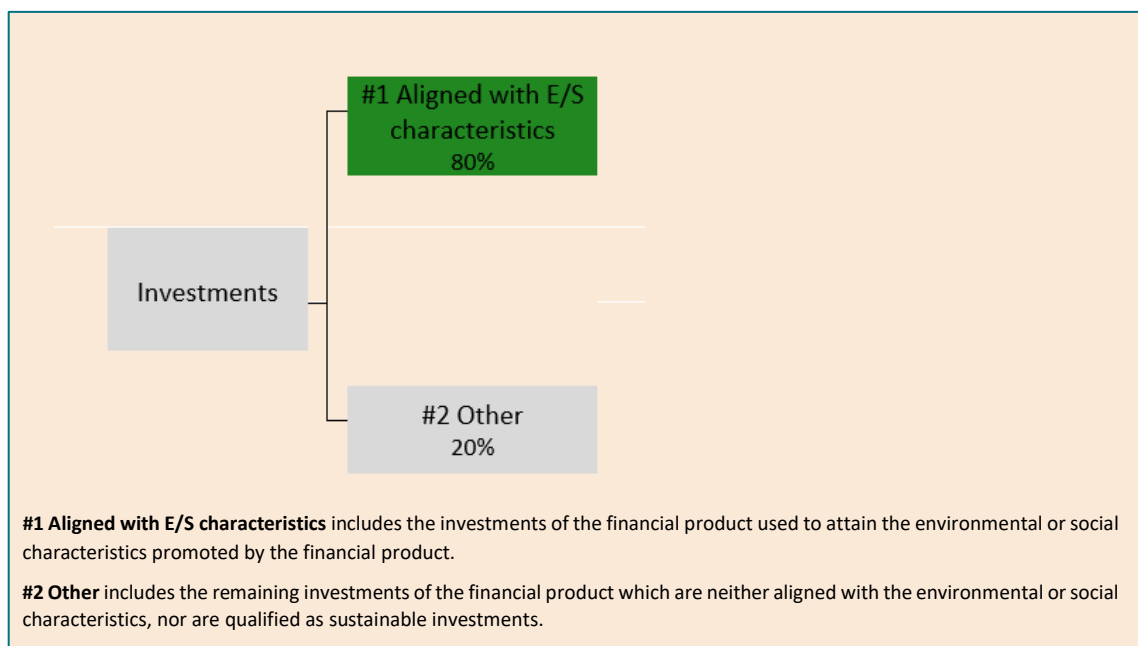 #1 Aligned with E/S
characteristics
80%
Investments
#2 Other
20%
#1 Aligned with E/S characteristics includes the investments of the financial product used to attain the environmental or social
characteristics promoted by the financial product.
#2 Other includes the remaining investments of the financial product which are neither aligned with the environmental or social
characteristics, nor are qualified as sustainable investments.